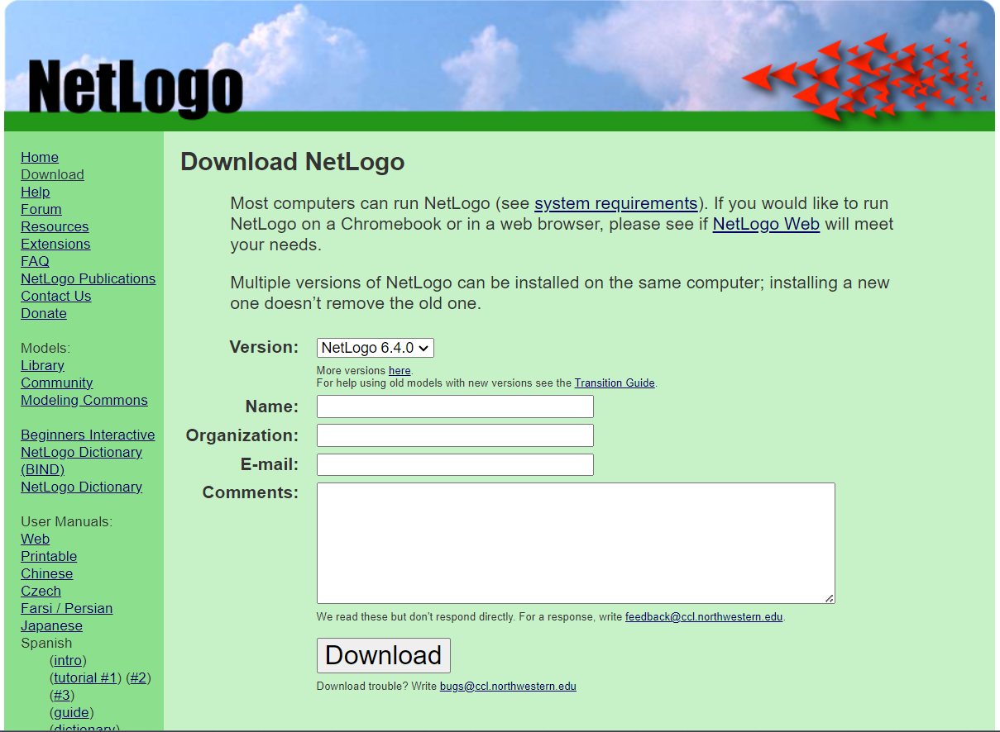 NetLogo
Home
Download
Help
Forum
Resources
Extensions
FAQ
NetLogo Publications
Contact Us
Donate
Models:
Library
Community
Modeling Commons
Beginners Interactive
NetLogo Dictionary
(BIND)
NetLogo Dictionary
User Manuals:
Web
Printable
Chinese
Czech
Farsi / Persian
Japanese
Spanish
(intro)
(tutorial #1) (#2)
(#3)
(guide)
(dictionary)
Download NetLogo
Most computers can run NetLogo (see system requirements). If you would like to run
NetLogo on a Chromebook or in a web browser, please see if NetLogo Web will meet
your needs.
Multiple versions of NetLogo can be installed on the same computer; installing a new
one doesn’t remove the old one.
Version: NetLogo 6.4.0
More versions here.
For help using old models with new versions see the Transition Guide.
Name:
Organization:
E-mail:
Comments:
We read these but don't respond directly. For a response, write feedback@ccl.northwestern.edu.
Download
Download trouble? Write bugs@ccl.northwestern.edu